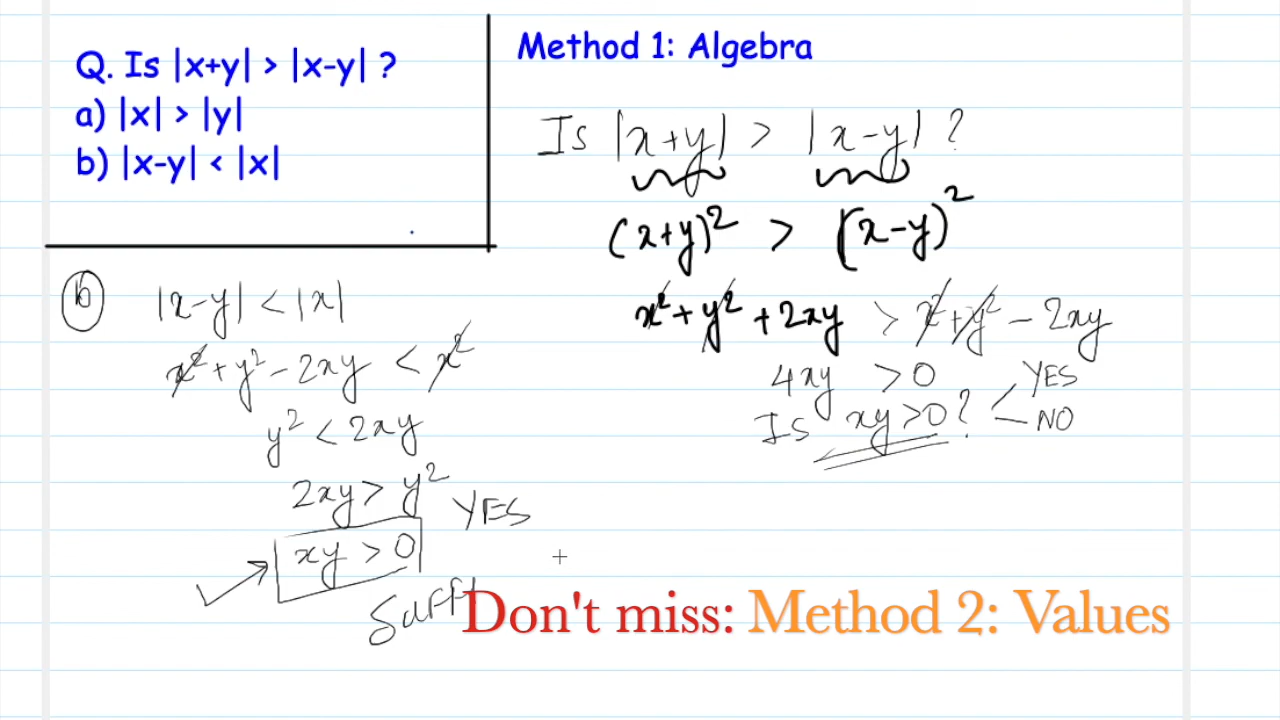 Q. Is |x+y| > |x-y| ?
a) |x| > |y|
b) |x-y| < |x|
Method 1: Algebra
Is |x+y| > |x-y| ?
(x+y)² > (x-y)²
x² + y² + 2xy > x² + y² - 2xy
4xy > 0
Is xy > 0 ? < YES
NO
b |x-y| < |x|
x² + y² - 2xy < x²
y² < 2xy
2xy > y²
YES
xy > 0
Suff
Don't miss: Method 2: Values